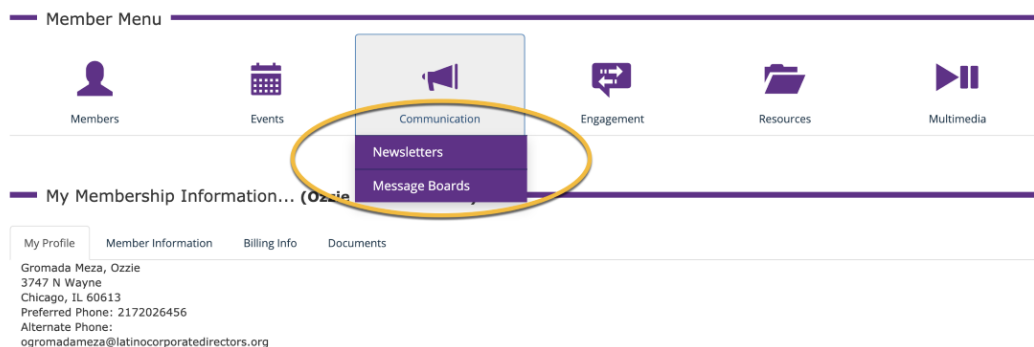 Member Menu
Members
Events
Communication
Engagement
Resources
Multimedia
Newsletters
Message Boards
My Membership Information... (Ozzie
My Profile
Member Information
Billing Info
Documents
Gromada Meza, Ozzie
3747 N Wayne
Chicago, IL 60613
Preferred Phone: 2172026456
Alternate Phone:
ogromadameza@latinocorporatedirectors.org